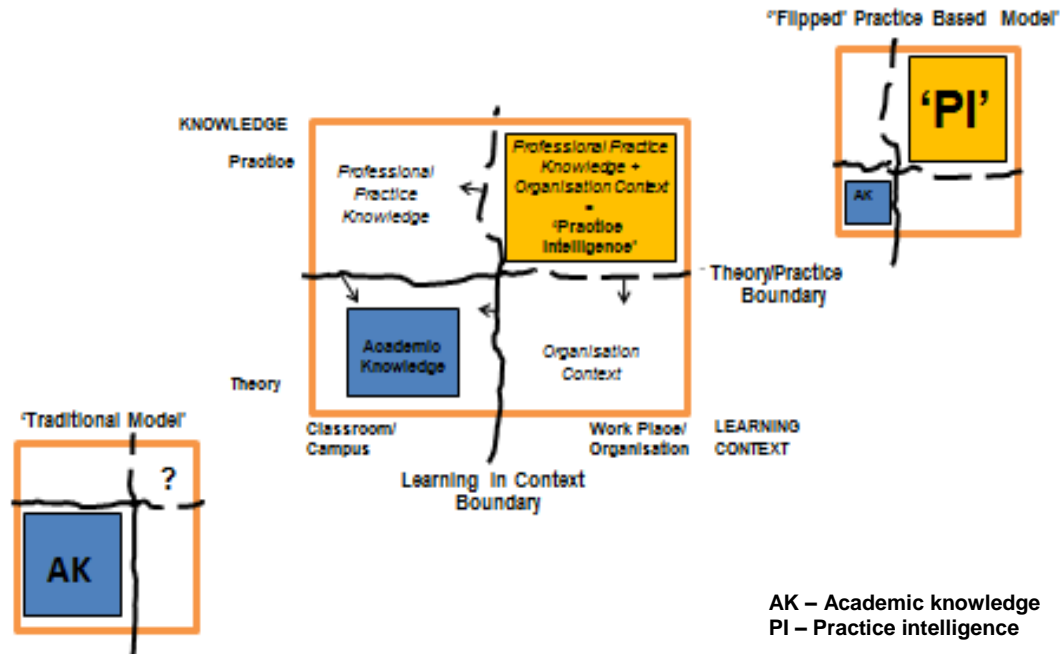 ‘'Flipped’ Practice Based Model’
‘PI’
AK
KNOWLEDGE
Practice
Professional
Practice
Knowledge
Professional Practice
Knowledge +
Organisation Context
=
‘Practice
Intelligence’
Theory/Practice
Boundary
Academic
Knowledge
Organisation
Context
Theory
Classroom/
Campus
Work Place/
Organisation
LEARNING
CONTEXT
Learning in Context
Boundary
‘Traditional Model’
?
AK
AK – Academic knowledge
PI – Practice intelligence